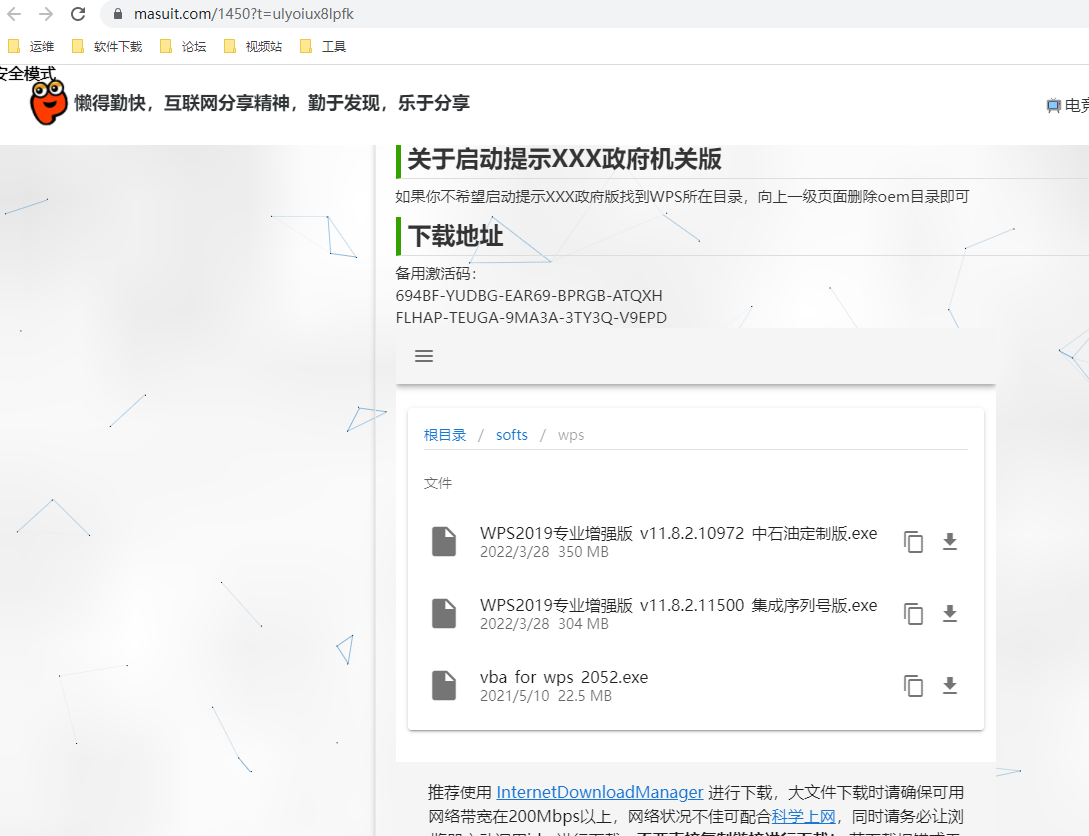 masuit.com/1450?t=ulyoiux8lpfk
运维 软件下载 论坛 视频站 工具
安全模式
懒得勤快，互联网分享精神，勤于发现，乐于分享
电竞
关于启动提示XXX政府机关版
如果你不希望启动提示XXX政府版找到WPS所在目录，向上一级页面删除oem目录即可
下载地址
备用激活码：
694BF-YUDBG-EAR69-BPRGB-ATQXH
FLHAP-TEUGA-9MA3A-3TY3Q-V9EPD
根目录 / softs / wps
文件
WPS2019专业增强版 v11.8.2.10972 中石油定制版.exe
2022/3/28 350 MB
WPS2019专业增强版 v11.8.2.11500 集成序列号版.exe
2022/3/28 304 MB
vba for wps 2052.exe
2021/5/10 22.5 MB
推荐使用 InternetDownloadManager 进行下载，大文件下载时请确保可用
网络带宽在200Mbps以上，网络状况不佳可配合科学上网，同时请务必让浏